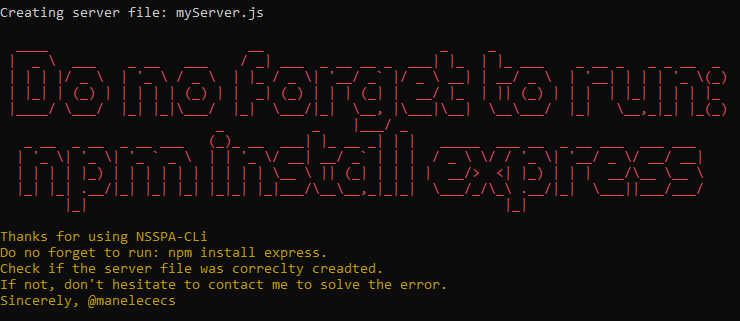 Creating server file: myServer.js
Do no forget to run:
npm install express
Thanks for using NSSPA-CLi
Do no forget to run: npm install express.
Check if the server file was correclty creadted.
If not, don't hesitate to contact me to solve the error.
Sincerely, @manelececs